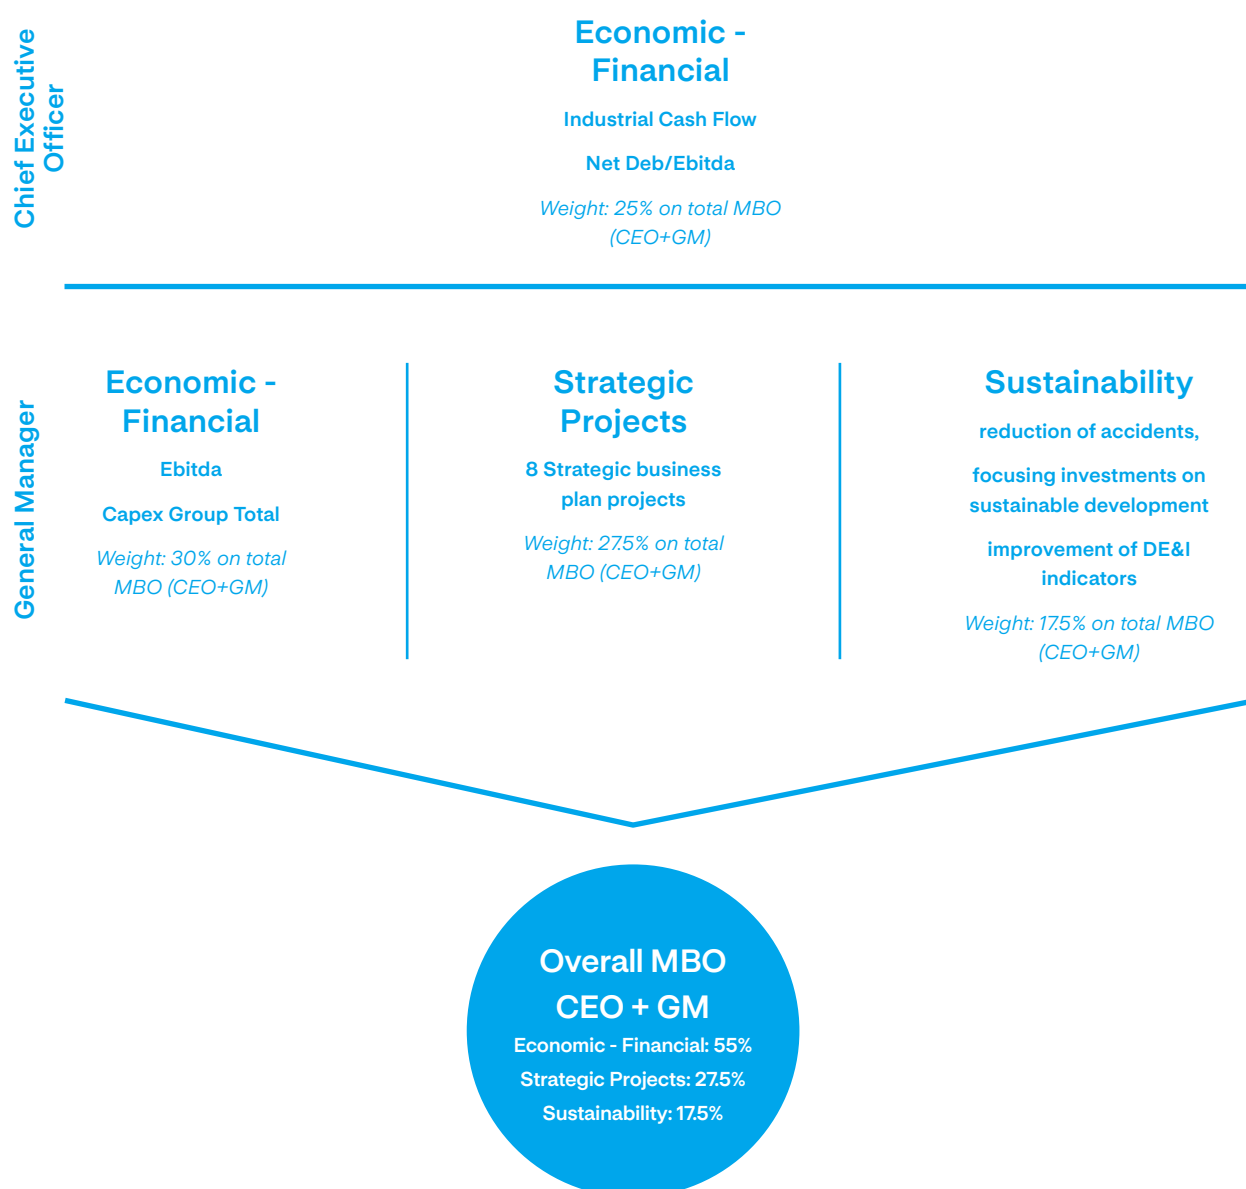 Chief Executive
Officer
Economic -
Financial
Industrial Cash Flow
Net Deb/Ebitda
Weight: 25% on total MBO
(CEO+GM)
General Manager
Economic -
Financial
Ebitda
Capex Group Total
Weight: 30% on total
MBO (CEO+GM)
Strategic
Projects
8 Strategic business
plan projects
Weight: 27.5% on total
MBO (CEO+GM)
Sustainability
reduction of accidents,
focusing investments on
sustainable development
improvement of DE&I
indicators
Weight: 17.5% on total MBO
(CEO+GM)
Overall MBO
CEO + GM
Economic - Financial: 55%
Strategic Projects: 27.5%
Sustainability: 17.5%